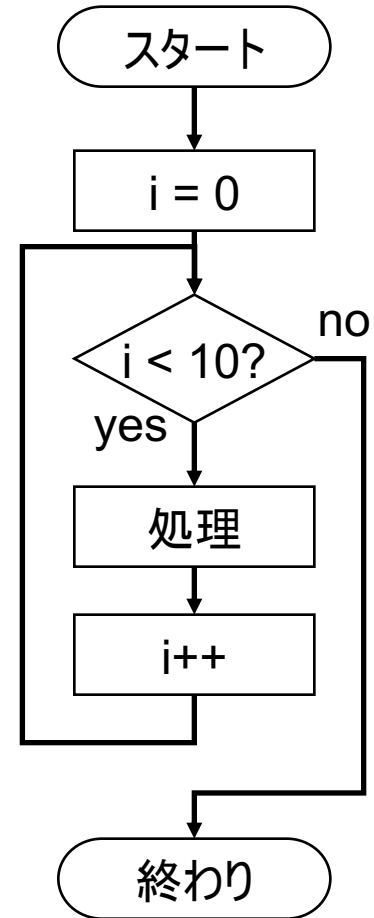 スタート
i = 0
i < 10?
no
yes
処理
i++
終わり